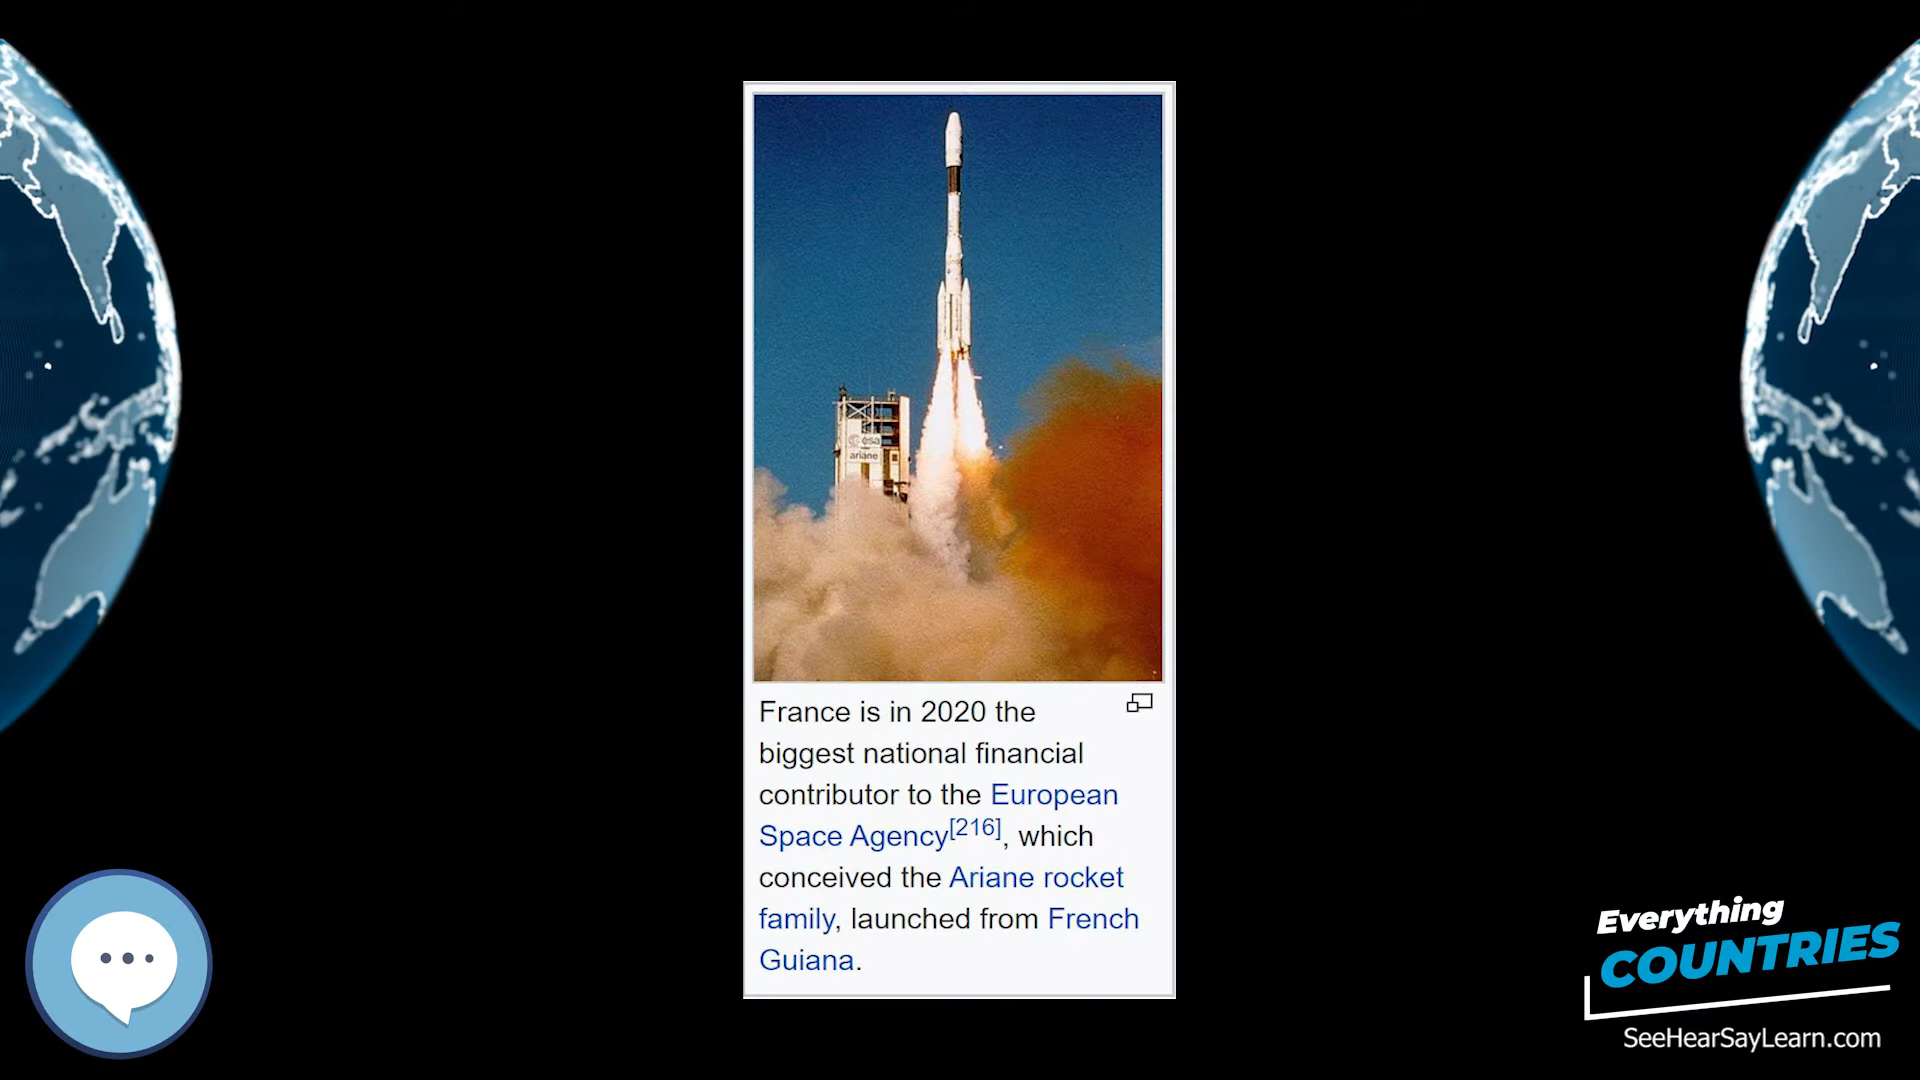 esa
ariane
France is in 2020 the
biggest national financial
contributor to the European
Space Agency[216], which
conceived the Ariane rocket
family, launched from French
Guiana.
Everything
COUNTRIES
SeeHearSayLearn.com